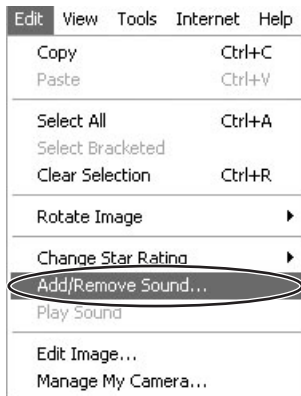 Edit View Tools Internet Help
Copy Ctrl+C
Paste Ctrl+V
Select All Ctrl+A
Select Bracketed
Clear Selection Ctrl+R
Rotate Image
Change Star Rating
Add/Remove Sound...
Play Sound
Edit Image...
Manage My Camera...